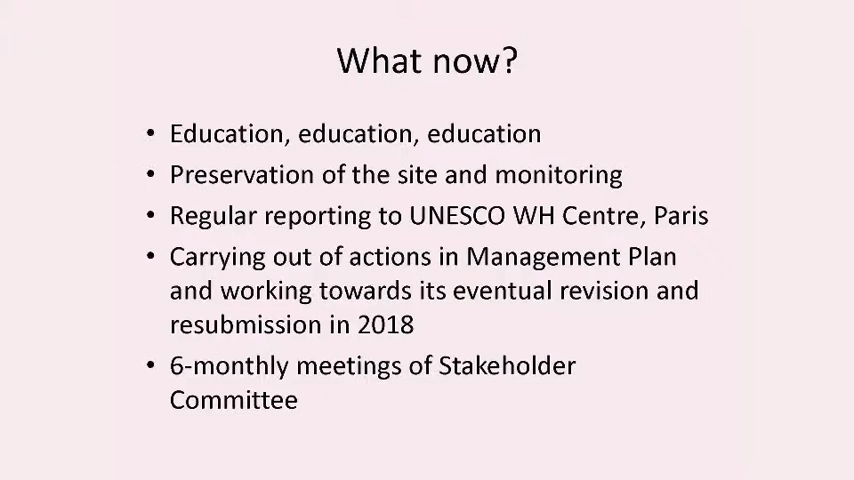 What now?
• Education, education, education
• Preservation of the site and monitoring
• Regular reporting to UNESCO WH Centre, Paris
• Carrying out of actions in Management Plan
and working towards its eventual revision and
resubmission in 2018
• 6-monthly meetings of Stakeholder
Committee